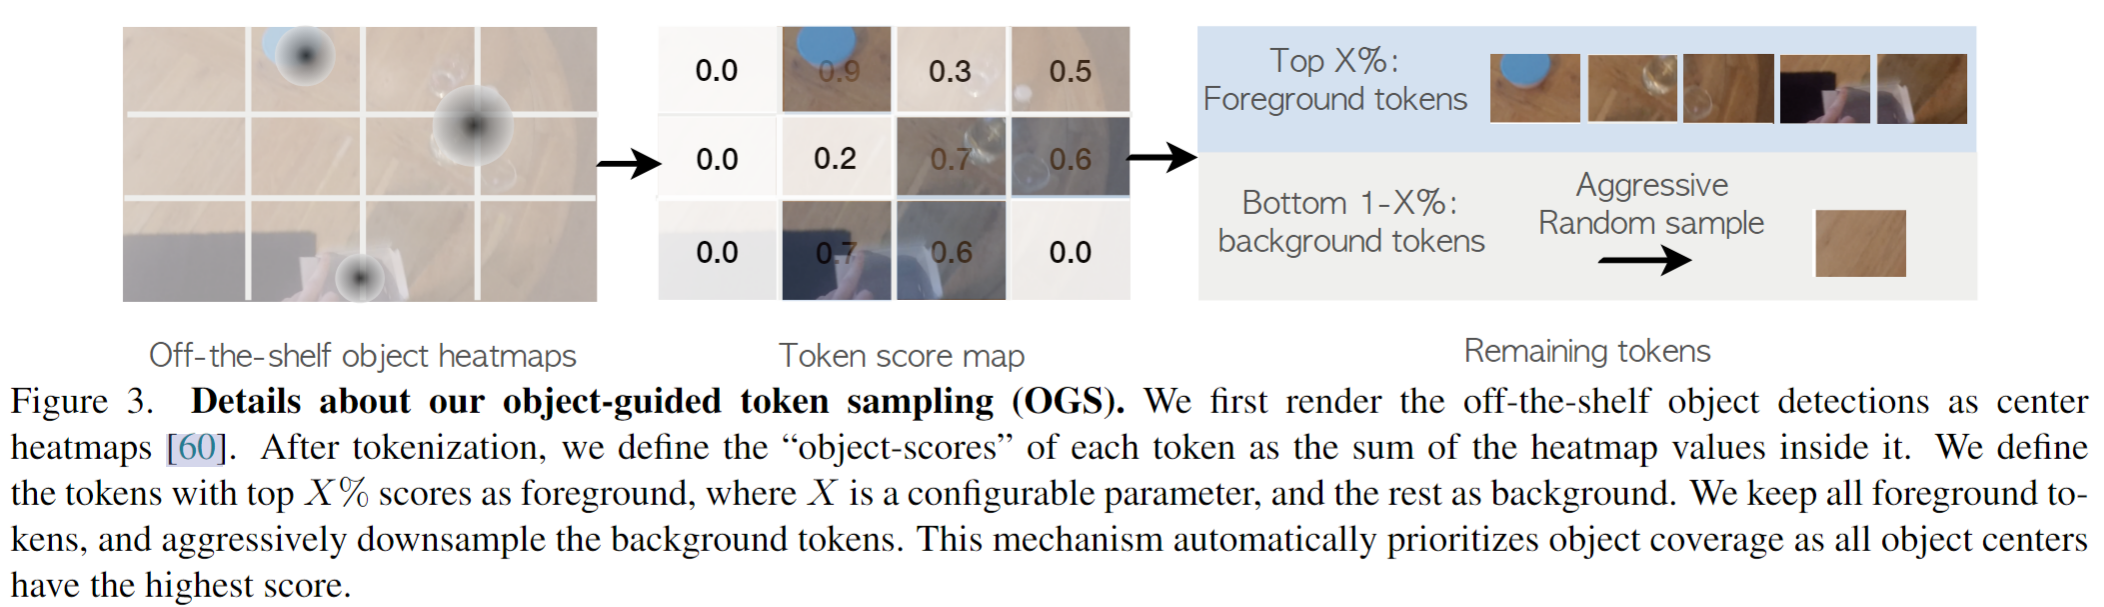 0.0 0.9 0.3 0.5
0.0 0.2 0.7 0.6
0.0 0.7 0.6 0.0
Top X%:
Foreground tokens
Bottom 1-X%:
background tokens
Aggressive
Random sample
Off-the-shelf object heatmaps
Token score map
Remaining tokens
Figure 3. Details about our object-guided token sampling (OGS). We first render the off-the-shelf object detections as center
heatmaps [60]. After tokenization, we define the “object-scores” of each token as the sum of the heatmap values inside it. We define
the tokens with top X% scores as foreground, where X is a configurable parameter, and the rest as background. We keep all foreground to-
kens, and aggressively downsample the background tokens. This mechanism automatically prioritizes object coverage as all object centers
have the highest score.